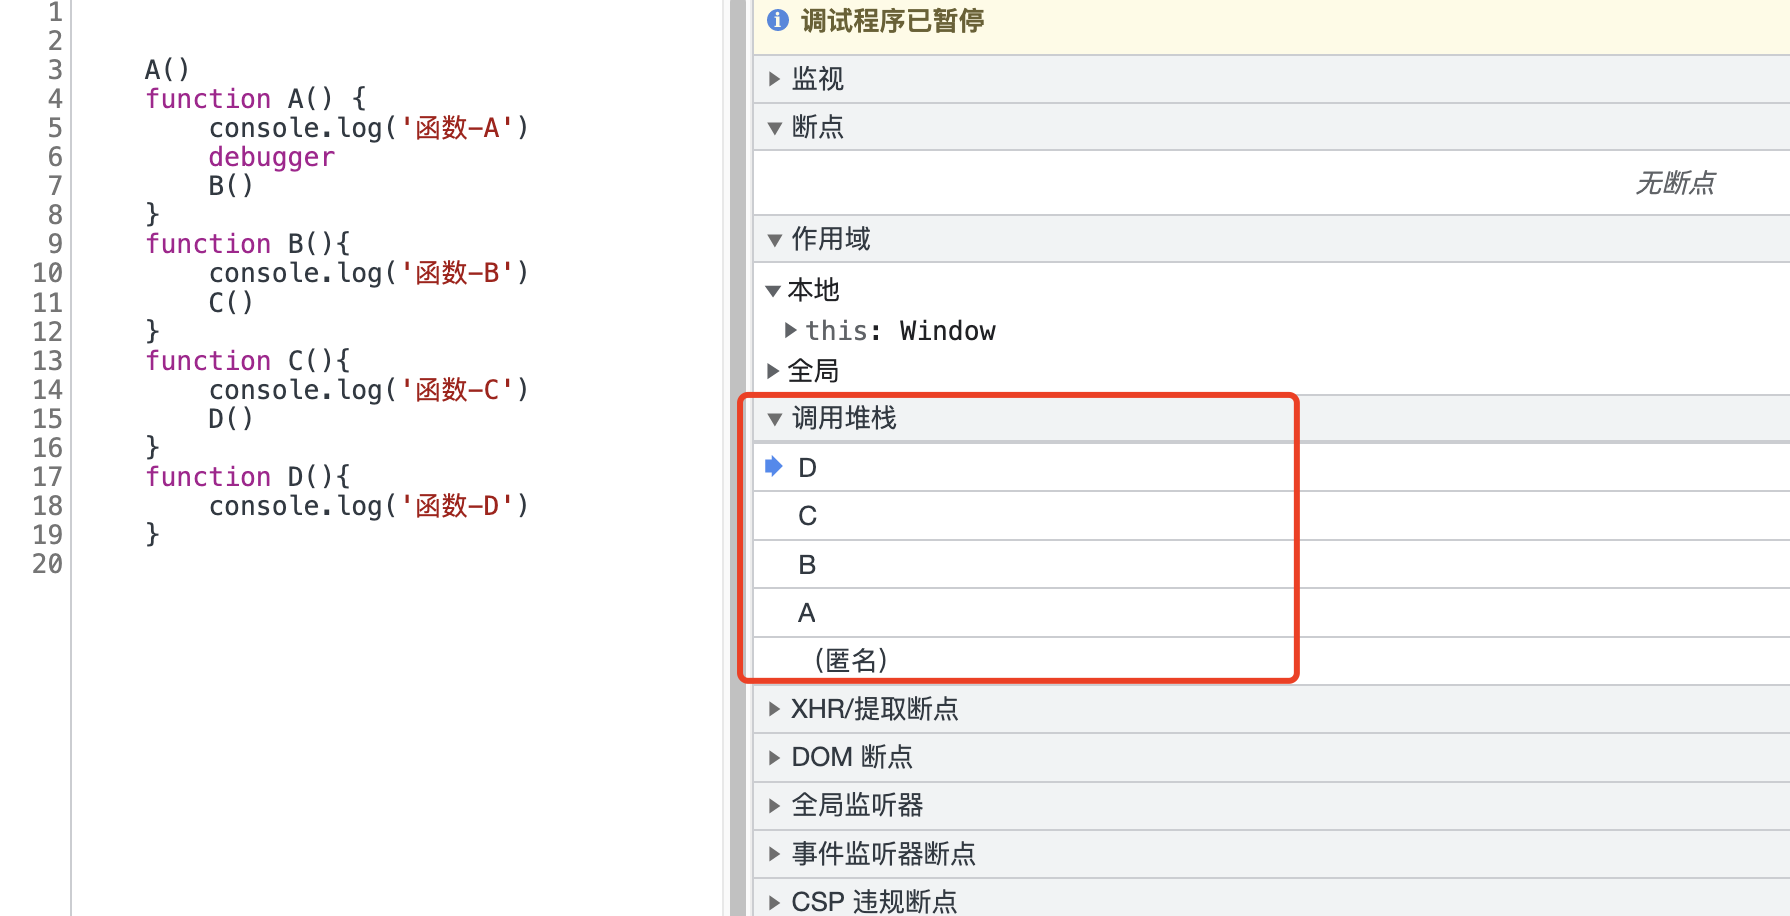 1
2
3 A()
4 function A() {
5 console.log('函数-A')
6 debugger
7 B()
8 }
9 function B(){
10 console.log('函数-B')
11 C()
12 }
13 function C(){
14 console.log('函数-C')
15 D()
16 }
17 function D(){
18 console.log('函数-D')
19 }
20
调试程序已暂停
监视
断点
无断点
作用域
本地
this: Window
全局
调用堆栈
D
C
B
A
(匿名)
XHR/提取断点
DOM 断点
全局监听器
事件监听器断点
CSP 违规断点